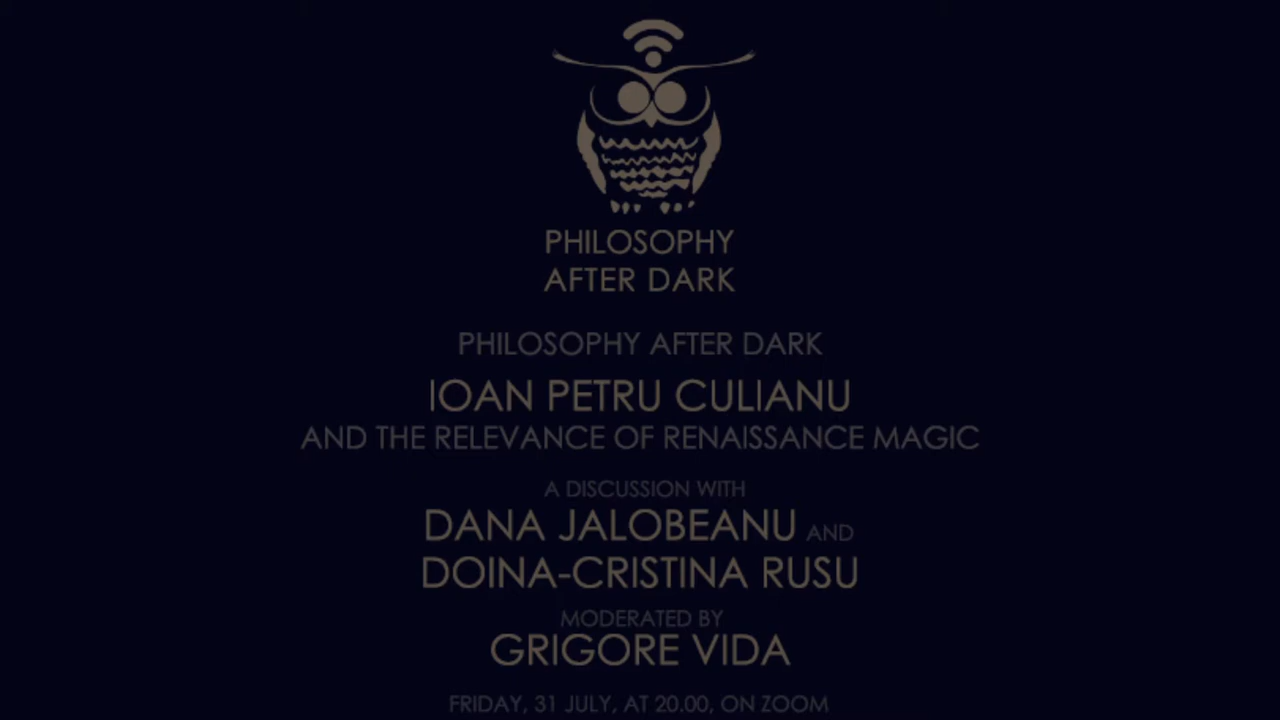 PHILOSOPHY
AFTER DARK
PHILOSOPHY AFTER DARK
IOAN PETRU CULIANU
AND THE RELEVANCE OF RENAISSANCE MAGIC
A DISCUSSION WITH
DANA JALOBEANU AND
DOINA-CRISTINA RUSU
MODERATED BY
GRIGORE VIDA
FRIDAY, 31 JULY, AT 20.00, ON ZOOM